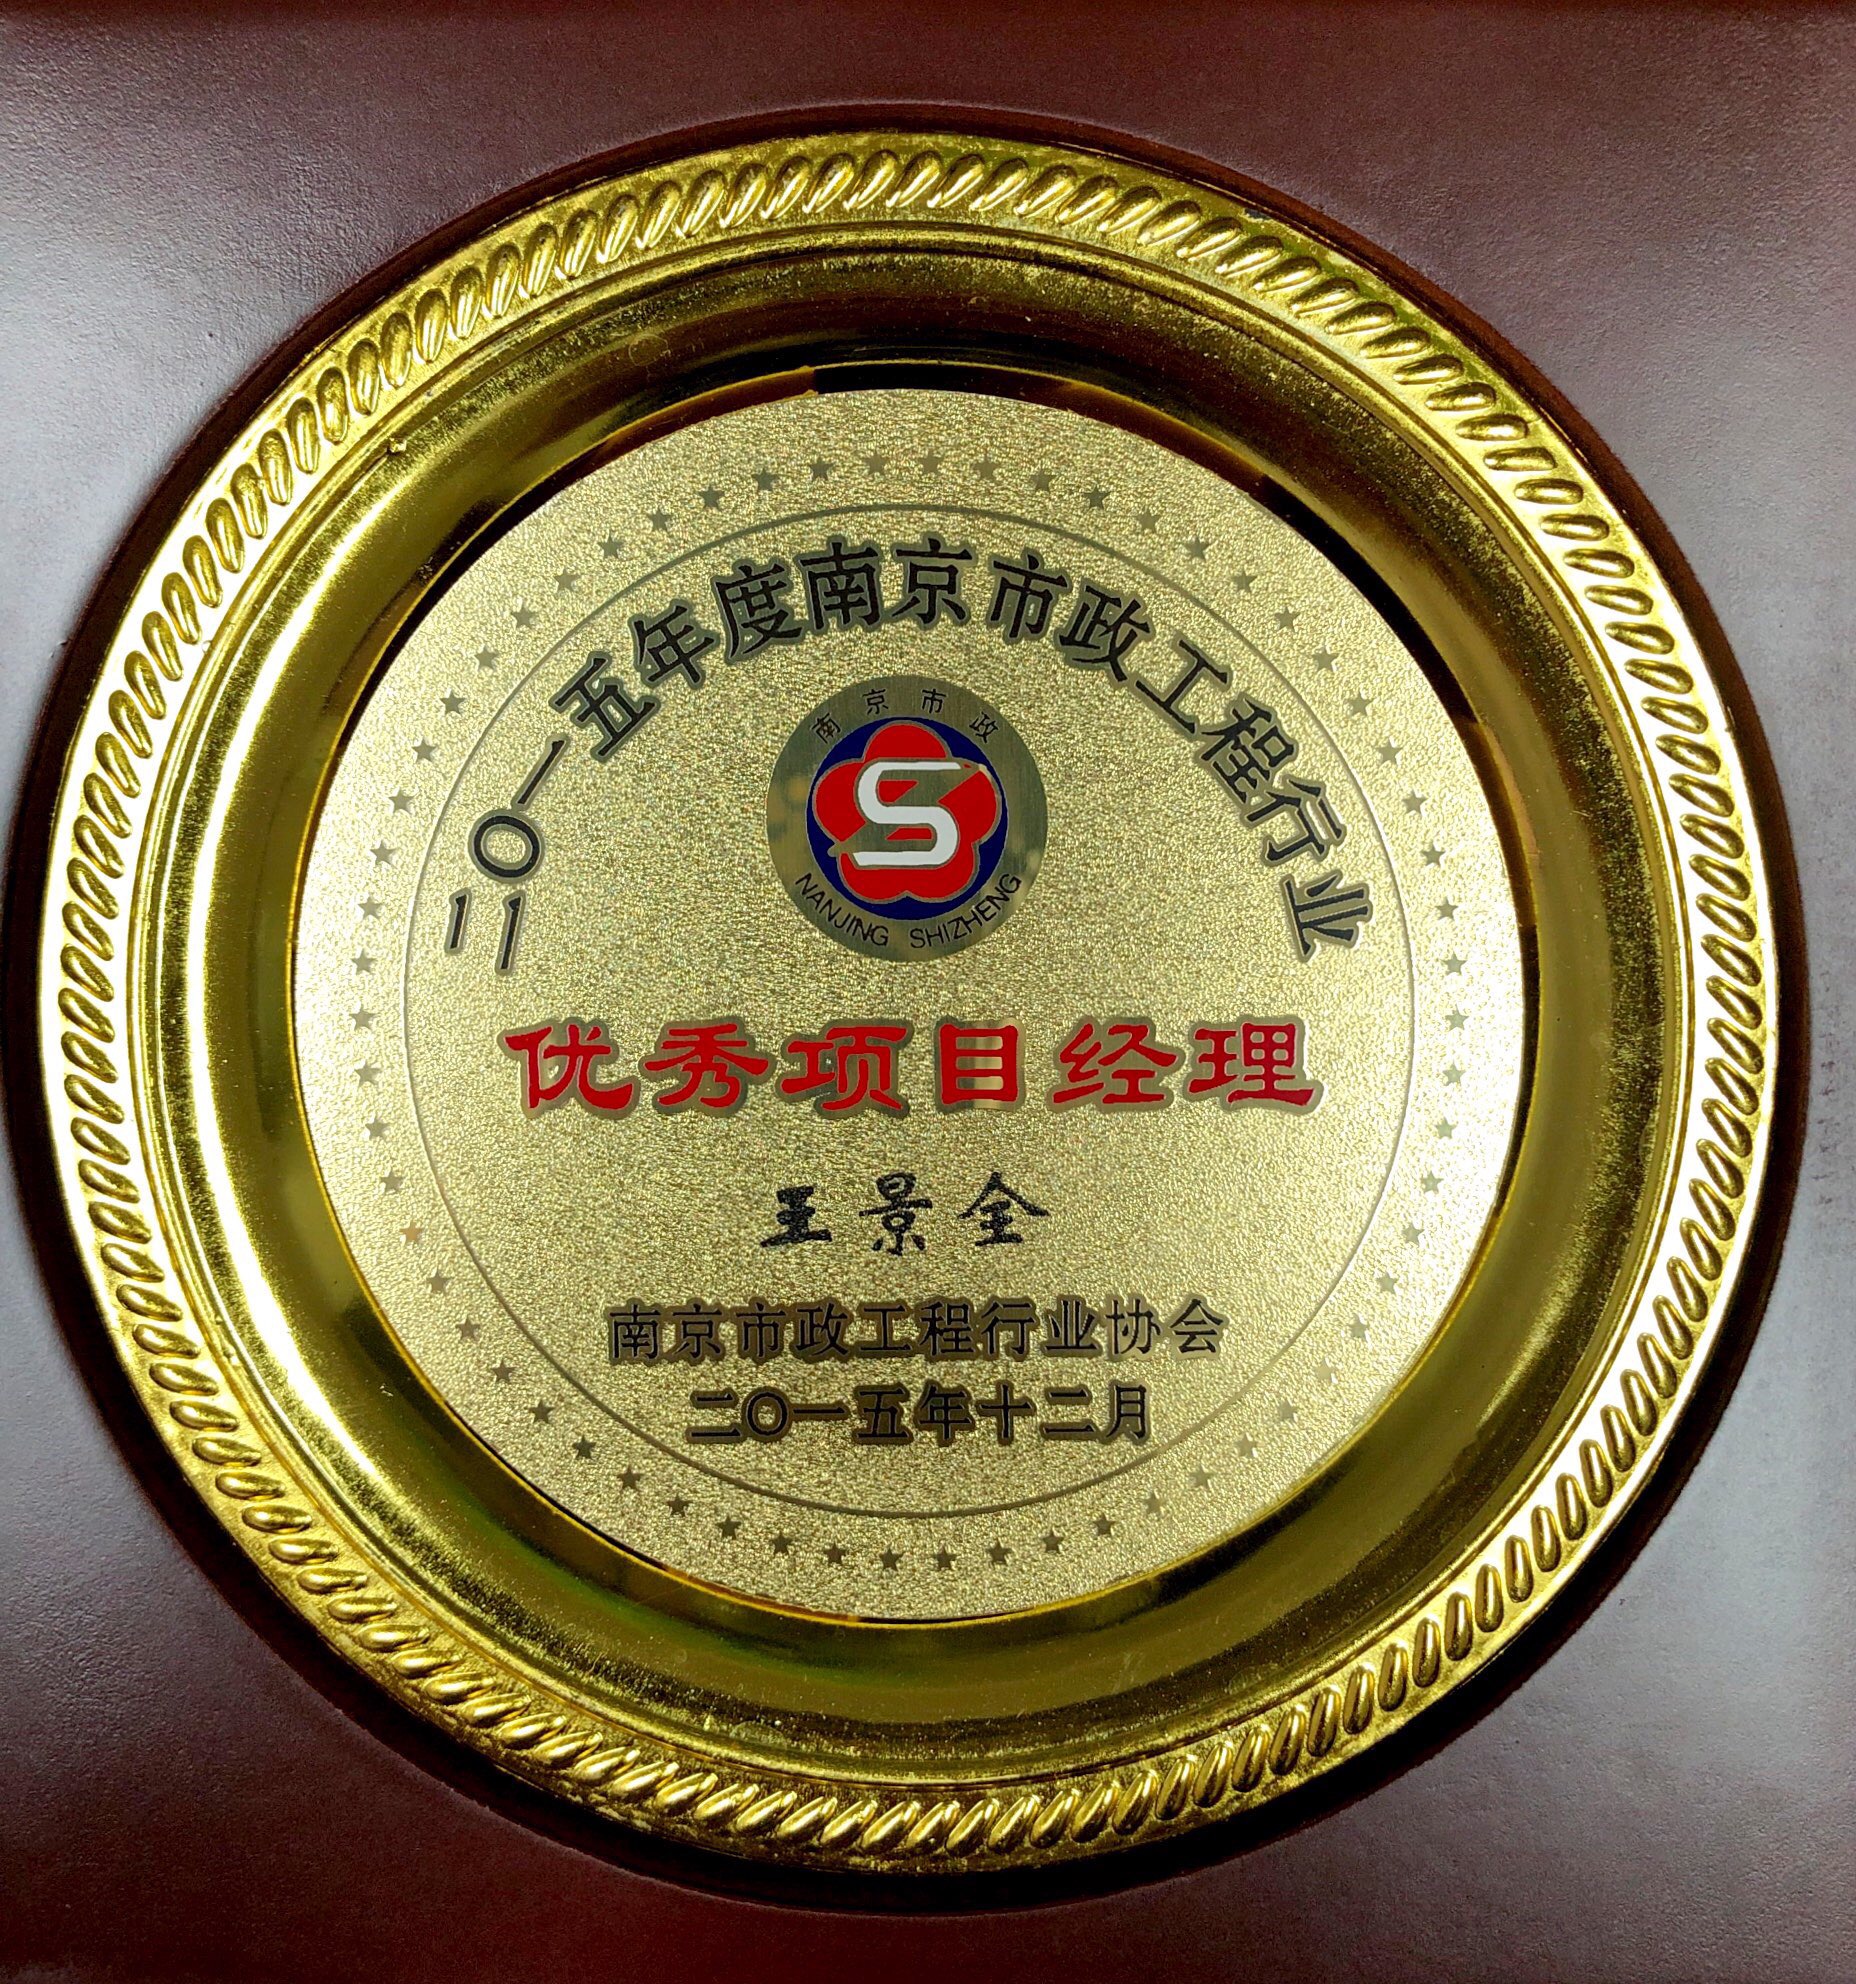 二〇一五年度南京市政工程行业
南京市政
NANJING SHIZHENG
优秀项目经理
王景全
南京市政工程行业协会
二〇一五年十二月